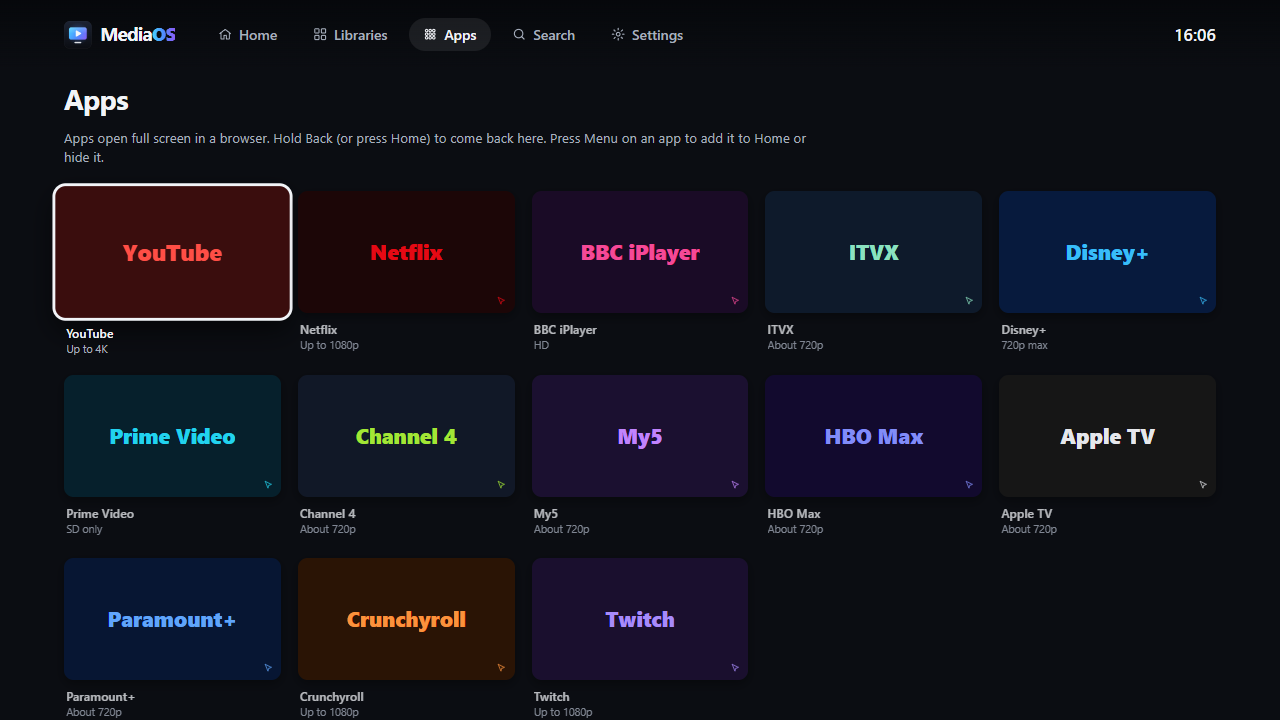 MediaOS
Home
Libraries
Apps
Search
Settings
16:06
Apps
Apps open full screen in a browser. Hold Back (or press Home) to come back here. Press Menu on an app to add it to Home or
hide it.
YouTube
Netflix
BBC iPlayer
ITVX
Disney+
YouTube
Up to 4K
Netflix
Up to 1080p
BBC iPlayer
HD
ITVX
About 720p
Disney+
720p max
Prime Video
Channel 4
My5
HBO Max
Apple TV
Prime Video
SD only
Channel 4
About 720p
My5
About 720p
HBO Max
About 720p
Apple TV
About 720p
Paramount+
Crunchyroll
Twitch
Paramount+
About 720p
Crunchyroll
Up to 1080p
Twitch
Up to 1080p